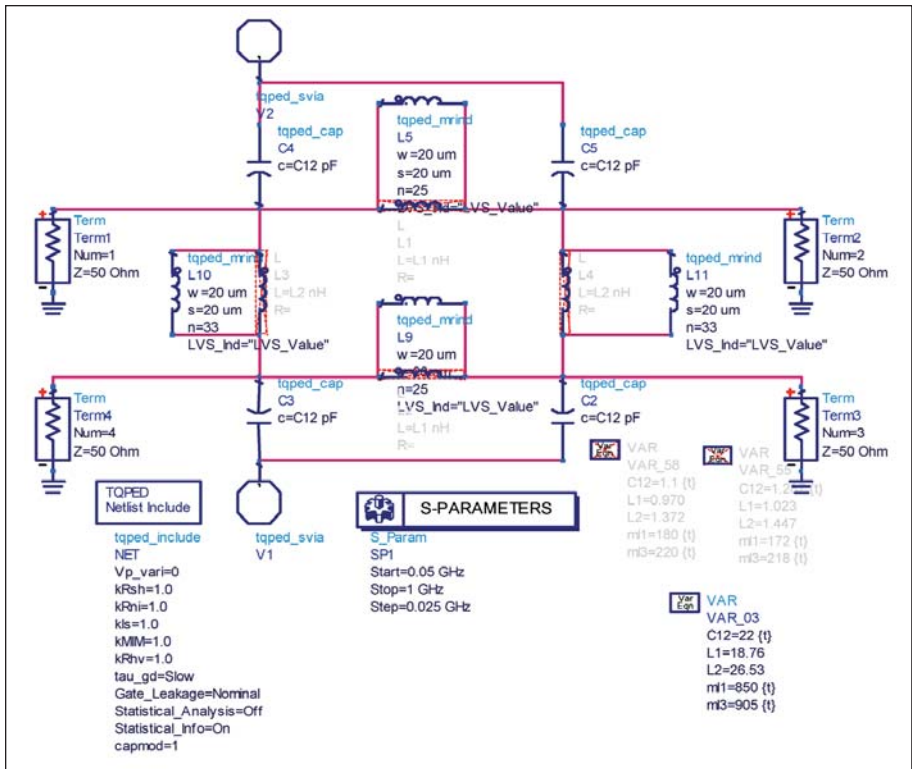 tqped_svia
V2
tqped_cap
C4
c=C12 pF
tqped_mrind
L5
w=20 um
s=20 um
n=25
LVS_Ind="LVS_Value"
tqped_cap
C5
c=C12 pF
Term
Term1
Num=1
Z=50 Ohm
L
L1
L=L1 nH
R=
Term
Term2
Num=2
Z=50 Ohm
tqped_mrind
L10
w=20 um
s=20 um
n=33
LVS_Ind="LVS_Value"
L
L3
L=L2 nH
R=
L
L4
L=L2 nH
R=
tqped_mrind
L11
w=20 um
s=20 um
n=33
LVS_Ind="LVS_Value"
tqped_mrind
L9
w=20 um
n=25
LVS_Ind="LVS_Value"
L=L1 nH
R=
Term
Term4
Num=4
Z=50 Ohm
tqped_cap
C3
c=C12 pF
tqped_cap
C2
c=C12 pF
Term
Term3
Num=3
Z=50 Ohm
VAR
VAR_58
C12=1.1 {t}
L1=0.970
L2=1.372
ml1=180 {t}
ml3=220 {t}
VAR
VAR_55
{t}
L1=1.023
L2=1.447
ml1=172 {t}
ml3=218 {t}
TQPED
Netlist Include
tqped_include
NET
Vp_vari=0
kRsh=1.0
kRni=1.0
kIs=1.0
kMIM=1.0
kRhv=1.0
tau_gd=Slow
Gate_Leakage=Nominal
Statistical_Analysis=Off
Statistical_Info=On
capmod=1
tqped_svia
V1
S-PARAMETERS
S_Param
SP1
Start=0.05 GHz
Stop=1 GHz
Step=0.025 GHz
Var
Eqn
VAR
VAR_03
C12=22 {t}
L1=18.76
L2=26.53
ml1=850 {t}
ml3=905 {t}